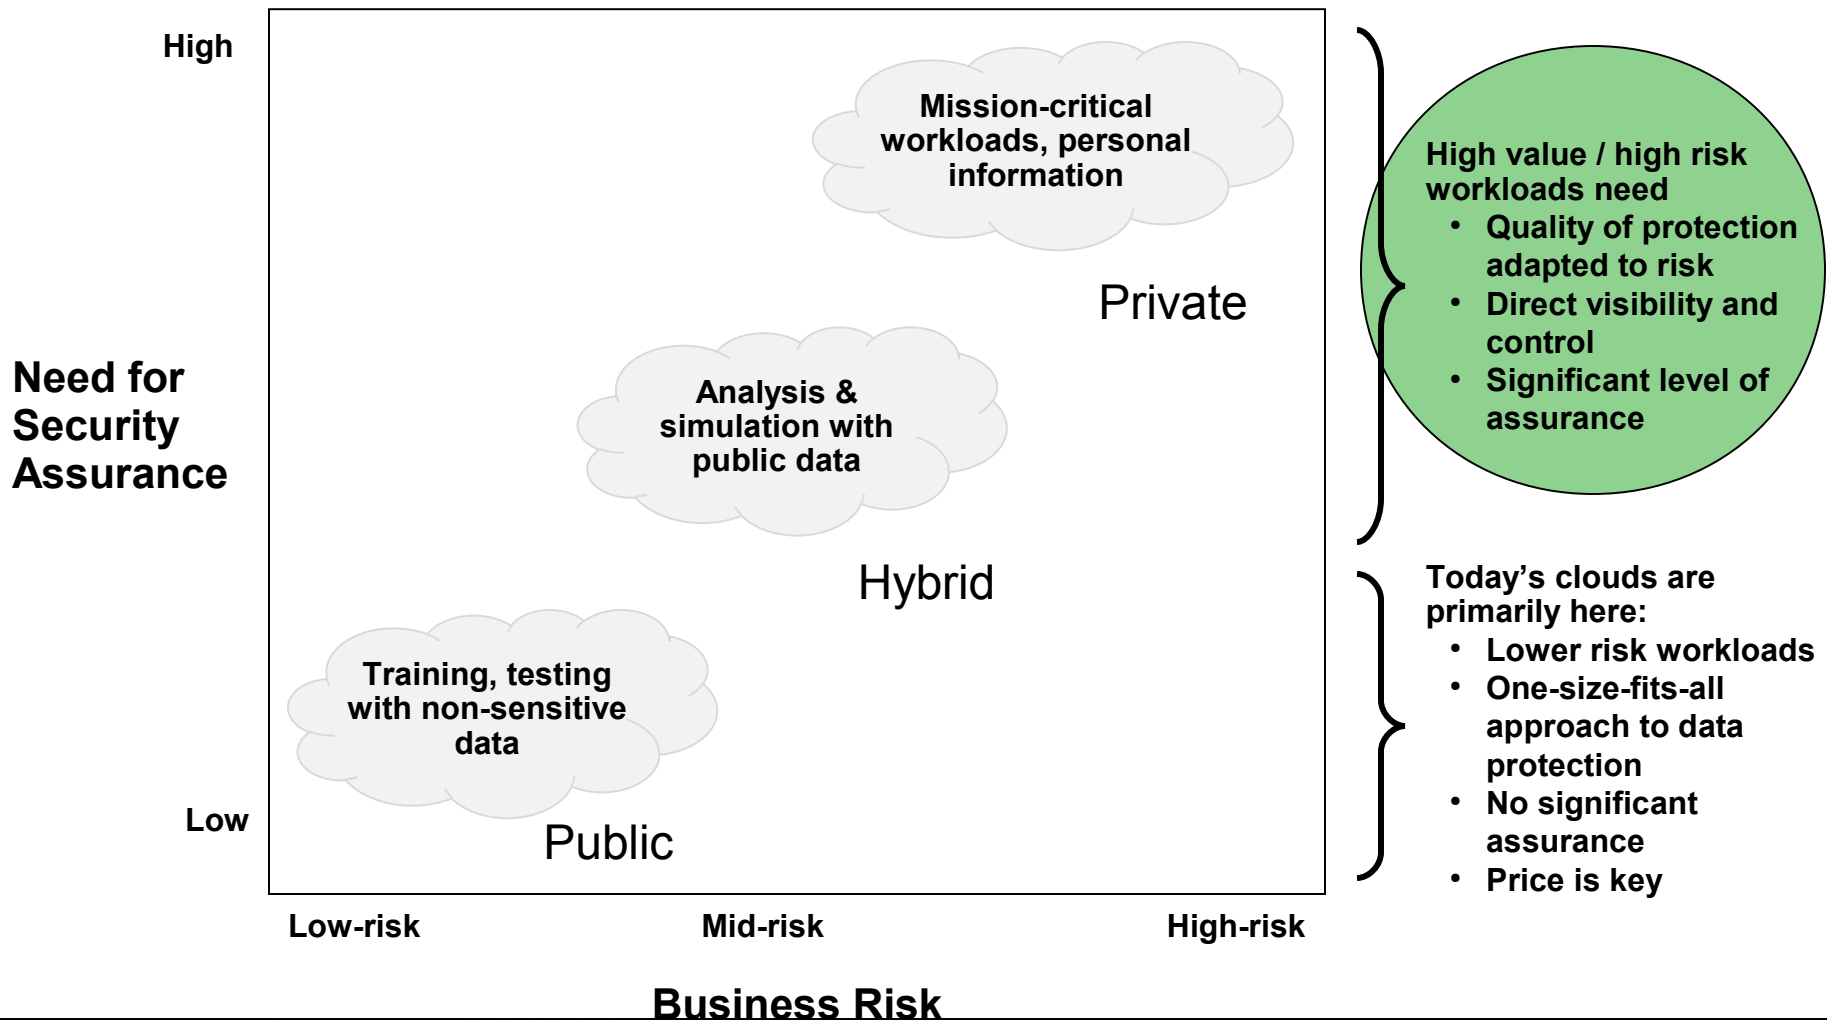 High
Mission-critical
workloads, personal
information
Private
Need for
Security
Assurance
Analysis &
simulation with
public data
Hybrid
Training, testing
with non-sensitive
data
Public
Low
Low-risk
Mid-risk
High-risk
Business Risk
High value / high risk
workloads need
• Quality of protection
adapted to risk
• Direct visibility and
control
• Significant level of
assurance
Today’s clouds are
primarily here:
• Lower risk workloads
• One-size-fits-all
approach to data
protection
• No significant
assurance
• Price is key